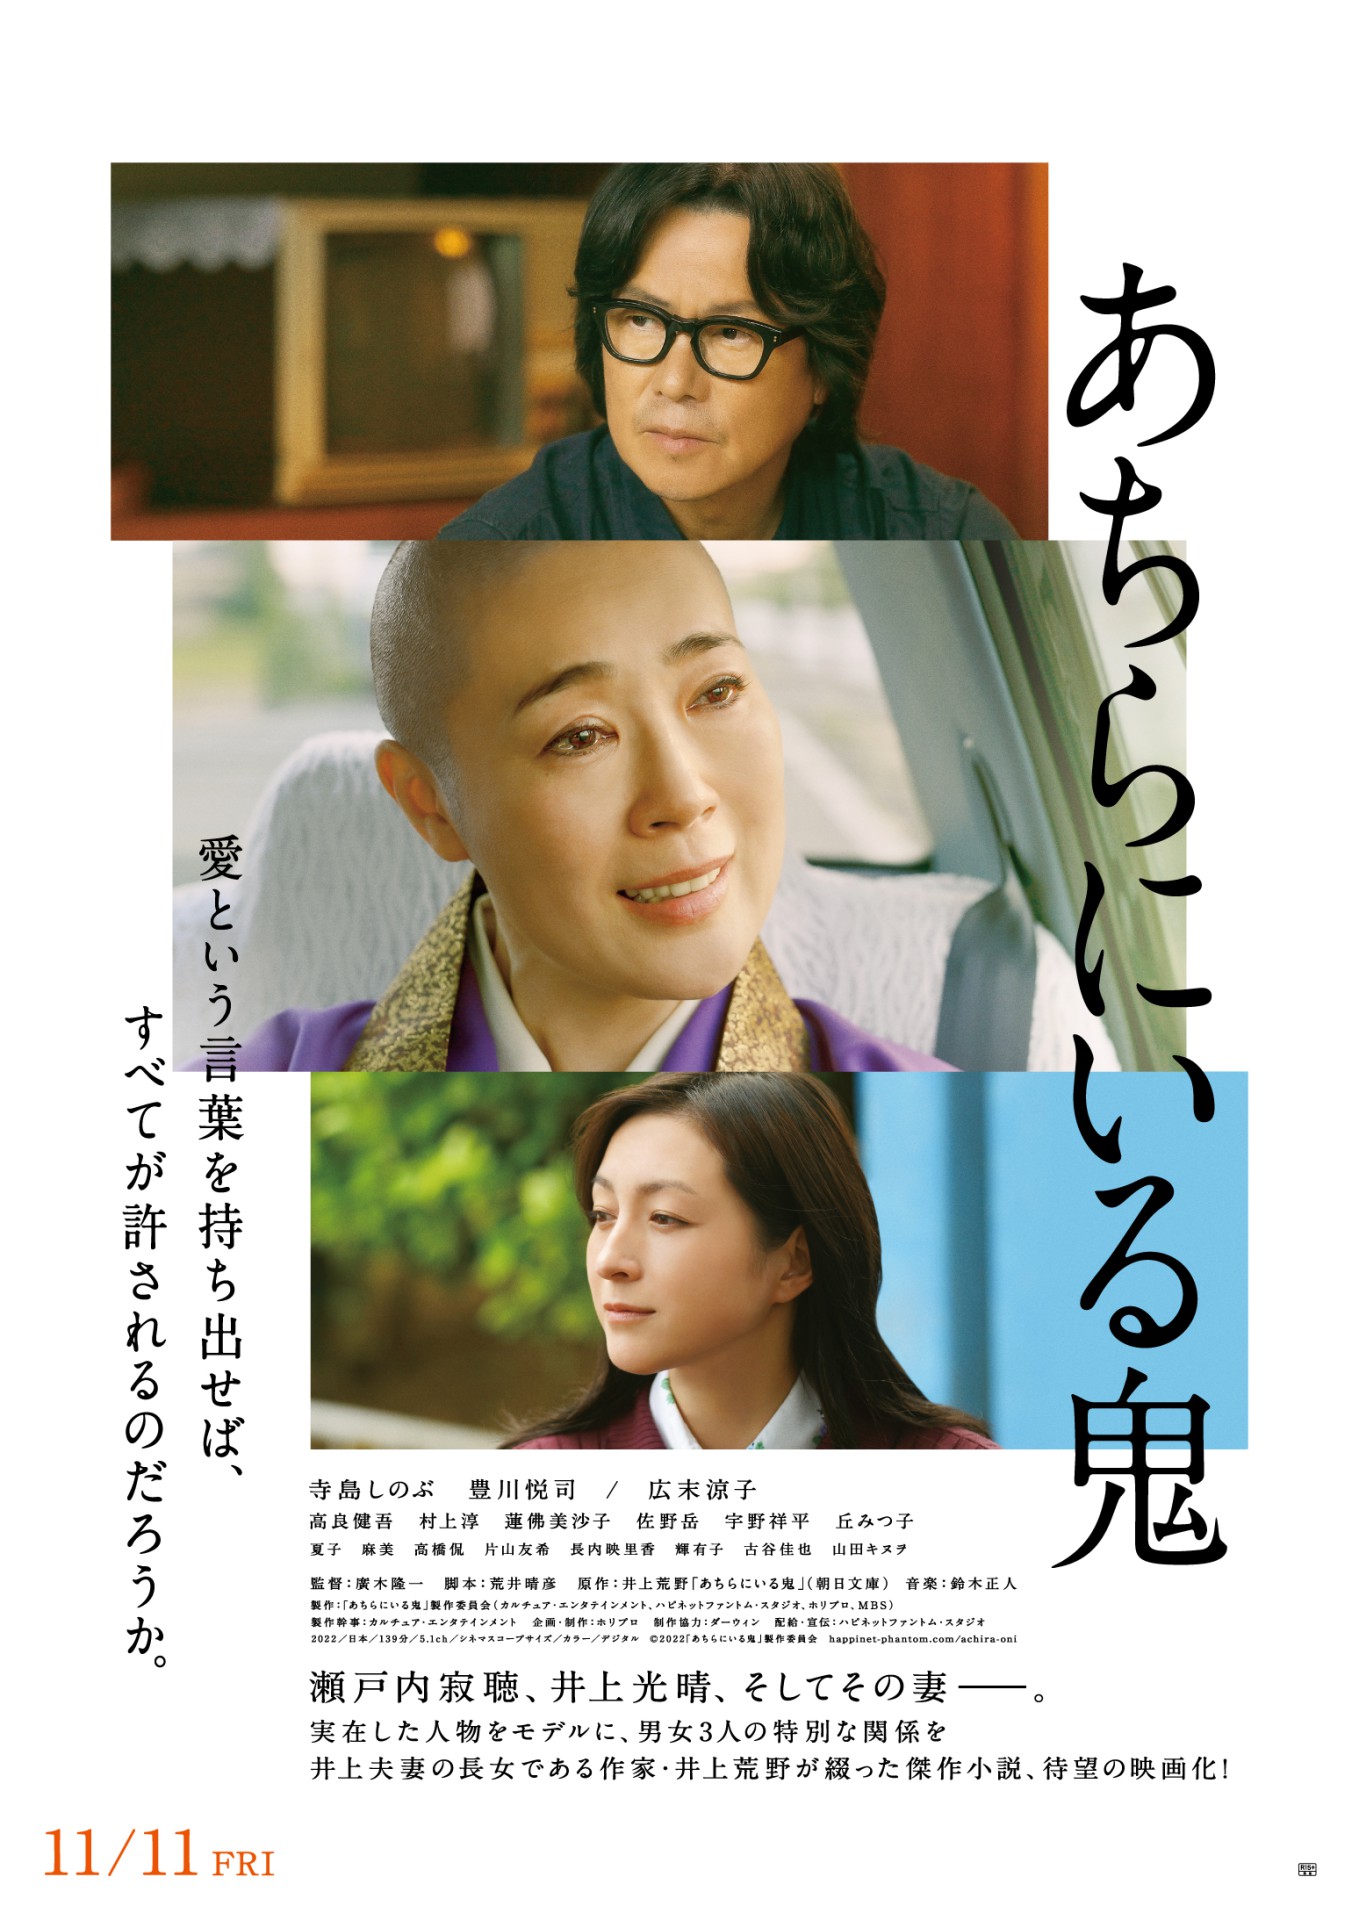 あちらにいる鬼
愛という言葉を持ち出せば、
すべてが許されるのだろうか。
寺島しのぶ　豊川悦司　/　広末涼子
高良健吾　村上淳　蓮佛美沙子　佐野岳　宇野祥平　丘みつ子
夏子　麻美　高橋侃　片山友希　長内映里香　輝有子　古谷佳也　山田キヌヲ
監督：廣木隆一　脚本：荒井晴彦　原作：井上荒野「あちらにいる鬼」（朝日文庫）　音楽：鈴木正人
製作：「あちらにいる鬼」製作委員会（カルチュア・エンタテインメント、ハピネットファントム・スタジオ、ホリプロ、MBS）
製作幹事：カルチュア・エンタテインメント　企画・制作：ホリプロ　制作協力：ダーウィン　配給・宣伝：ハピネットファントム・スタジオ
2022／日本／139分／5.1ch／シネマスコープサイズ／カラー／デジタル　©2022「あちらにいる鬼」製作委員会　happinet-phantom.com/achira-oni
瀬戸内寂聴、井上光晴、そしてその妻――。
実在した人物をモデルに、男女3人の特別な関係を
井上夫妻の長女である作家・井上荒野が綴った傑作小説、待望の映画化！
11/11 FRI